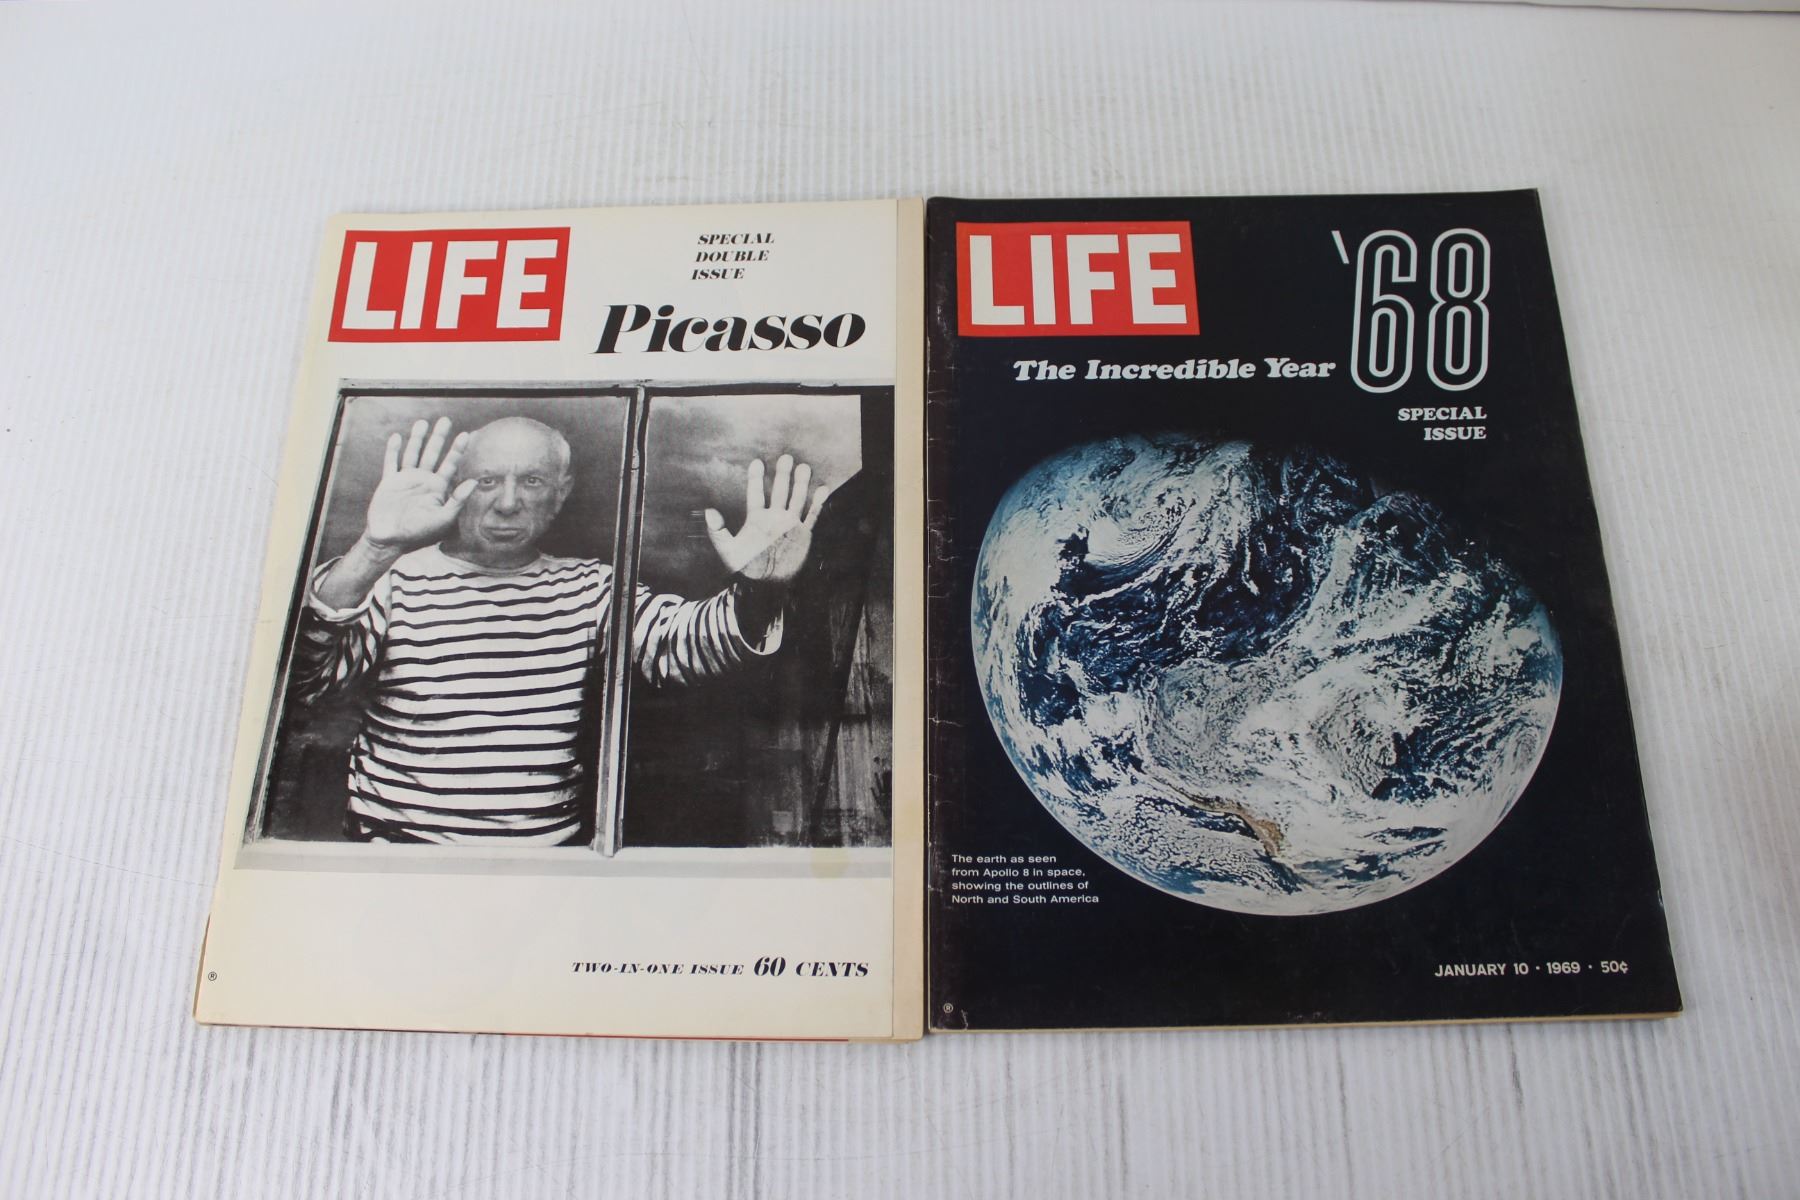 LIFE
SPECIAL
DOUBLE
ISSUE
Picasso
TWO-IN-ONE ISSUE 60 CENTS
®
LIFE
'68
The Incredible Year
SPECIAL
ISSUE
The earth as seen
from Apollo 8 in space,
showing the outlines of
North and South America
JANUARY 10 · 1969 · 50¢
®